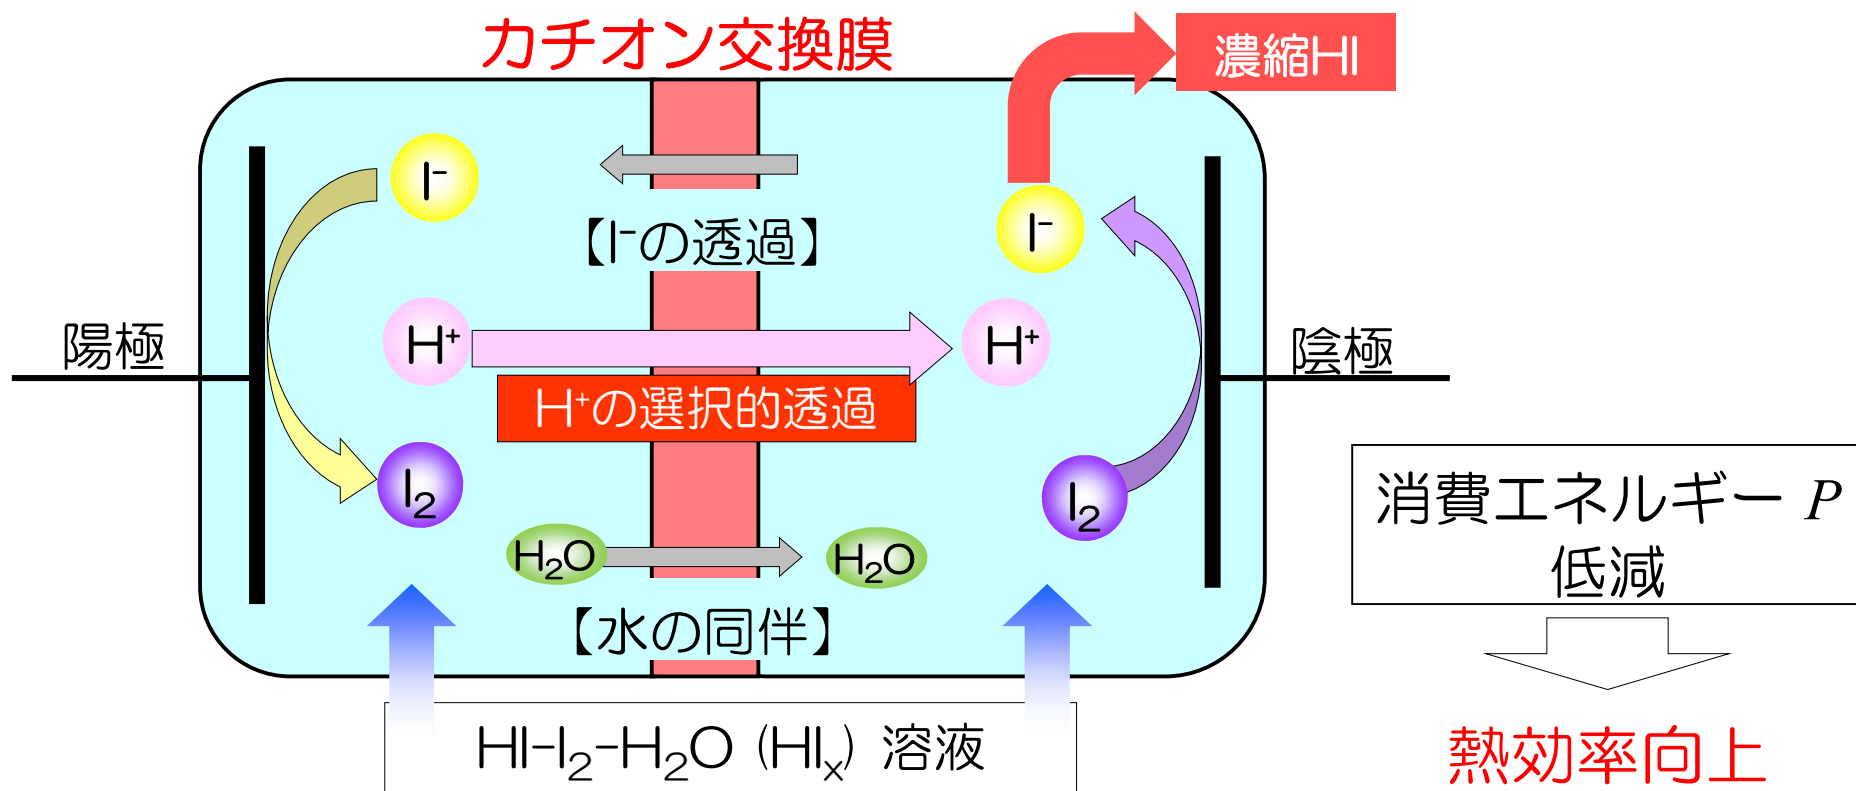 カチオン交換膜
濃縮HI
I⁻
【I⁻の透過】
I⁻
陽極
H⁺
H⁺
陰極
H⁺の選択的透過
I₂
I₂
消費エネルギー P
低減
H₂O
H₂O
【水の同伴】
HI-I₂-H₂O (HIₓ) 溶液
熱効率向上